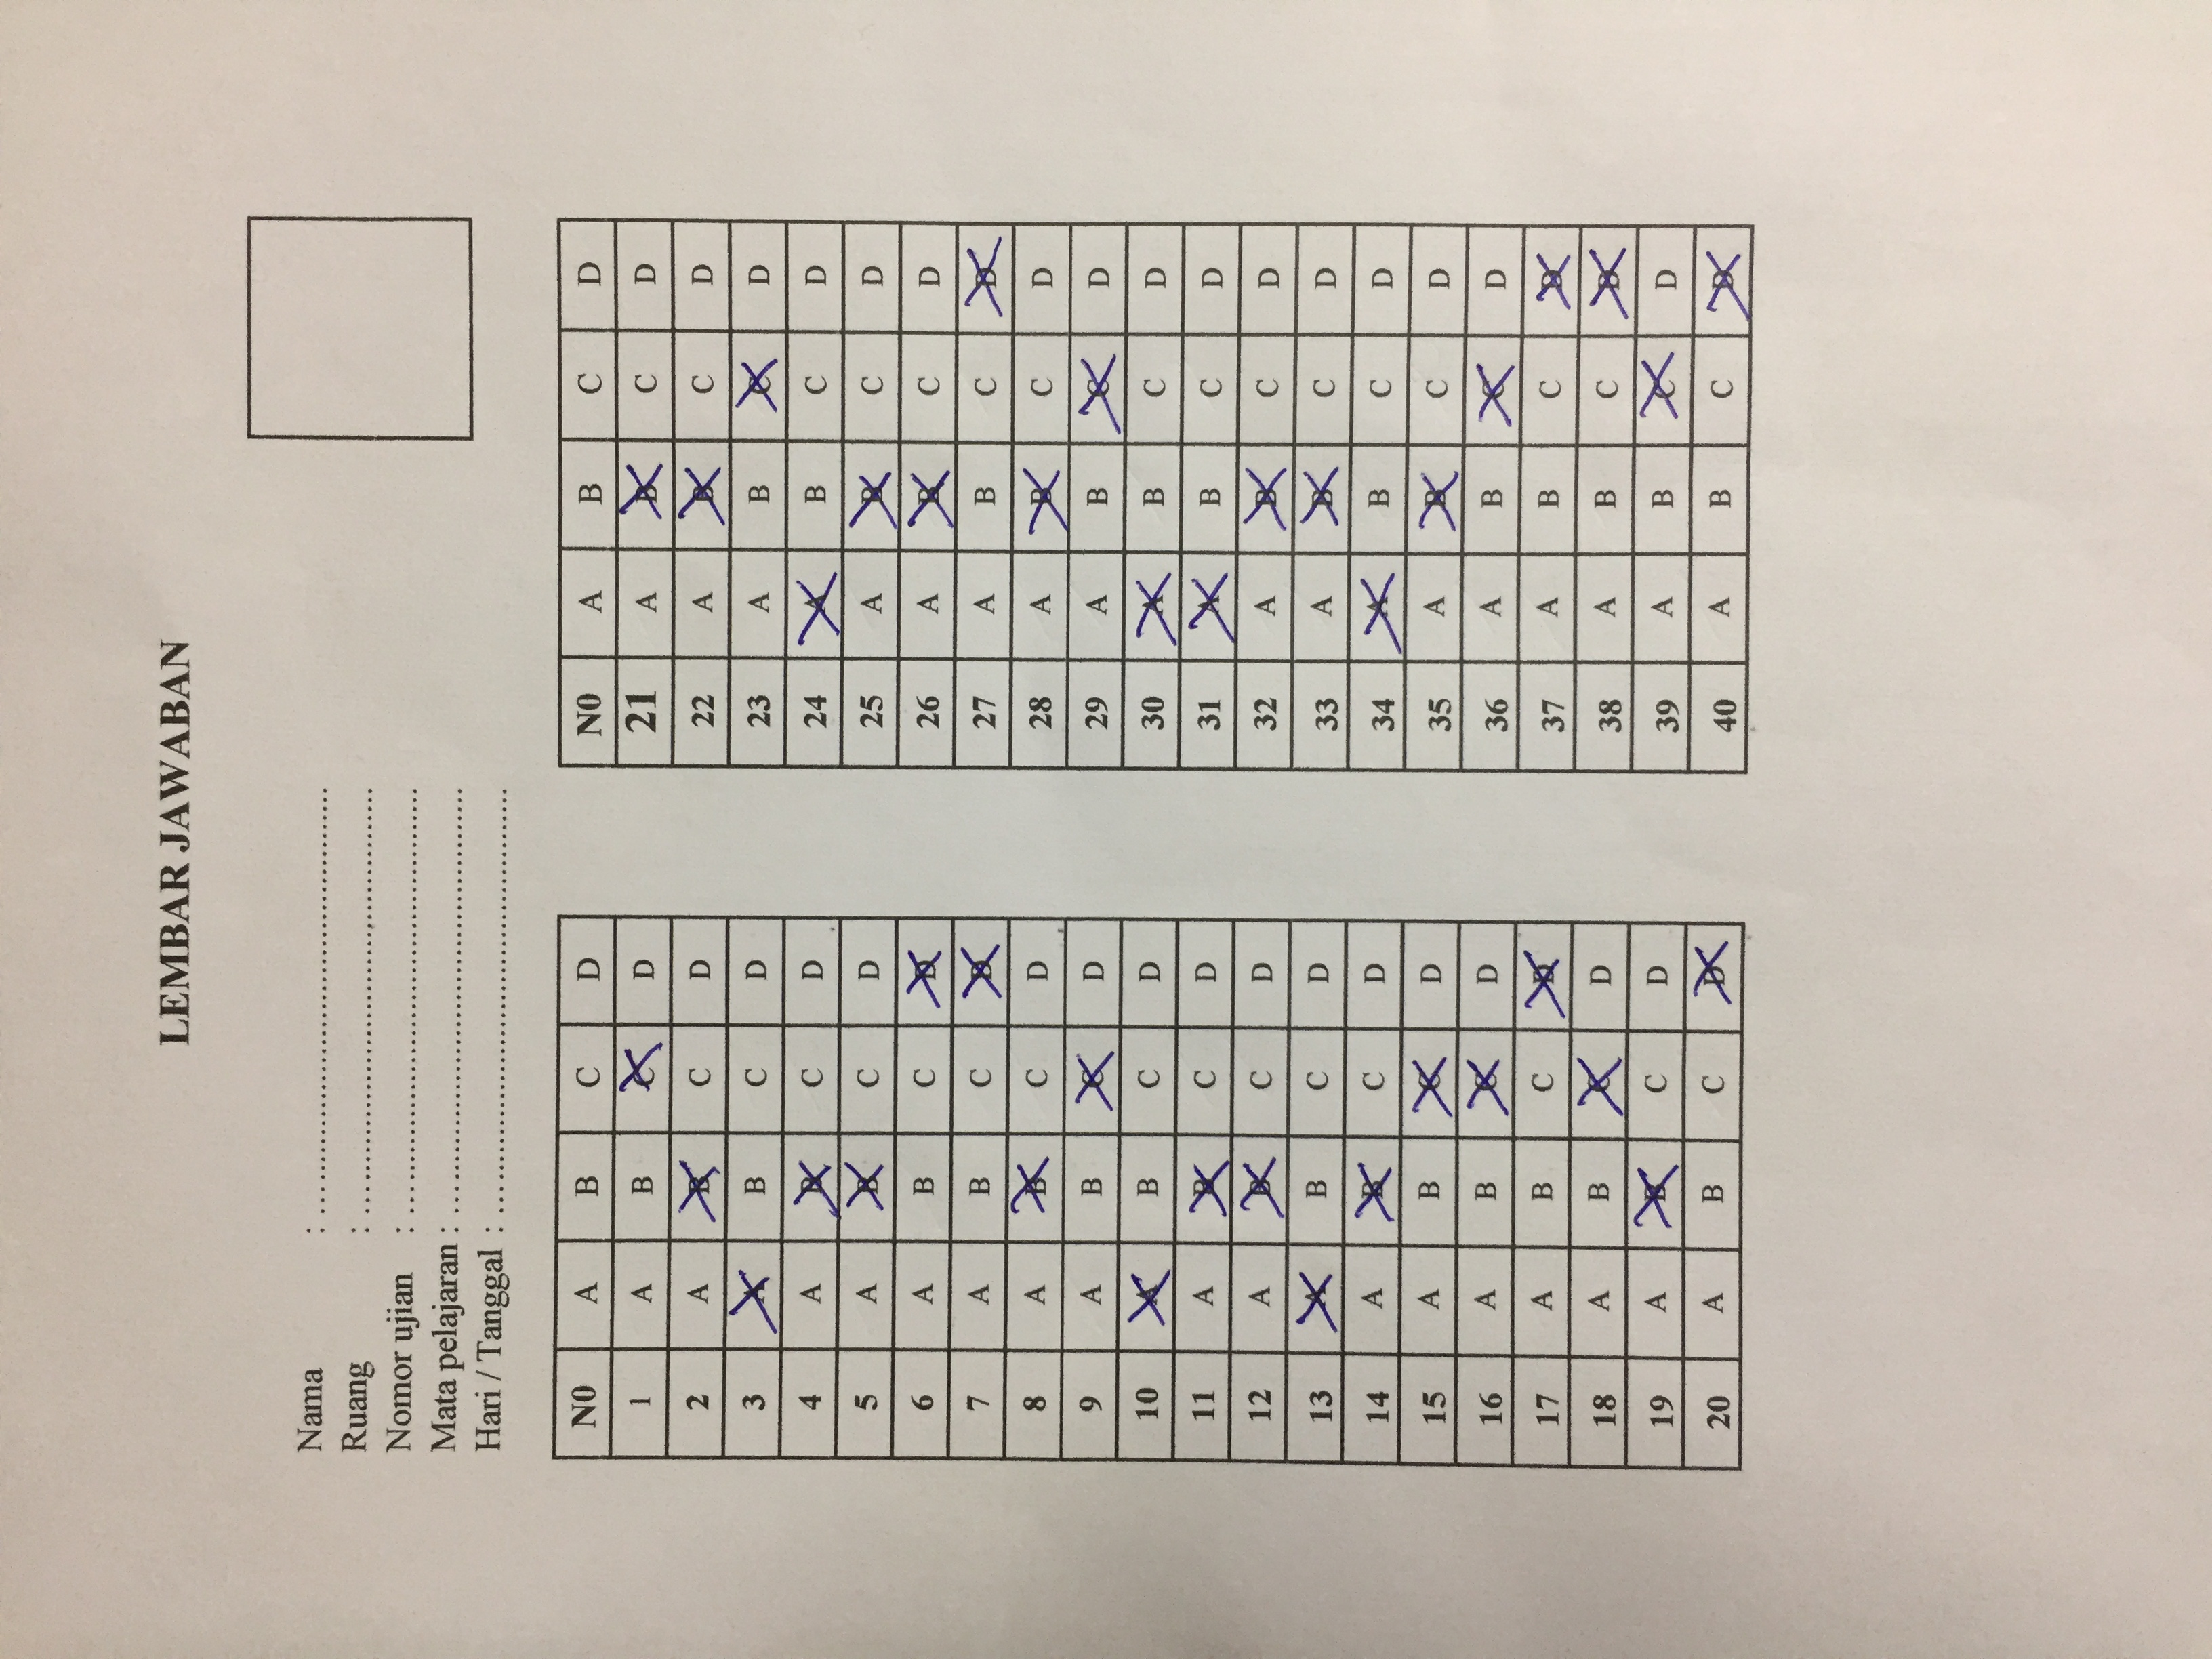 LEMBAR JAWABAN
Nama : ................................................
Ruang : ................................................
Nomor ujian : ................................................
Mata pelajaran : ................................................
Hari / Tanggal : ................................................
N0 A B C D
1 A B C D
2 A B C D
3 A B C D
4 A B C D
5 A B C D
6 A B C D
7 A B C D
8 A B C D
9 A B C D
10 A B C D
11 A B C D
12 A B C D
13 A B C D
14 A B C D
15 A B C D
16 A B C D
17 A B C D
18 A B C D
19 A B C D
20 A B C D
N0 A B C D
21 A B C D
22 A B C D
23 A B C D
24 A B C D
25 A B C D
26 A B C D
27 A B C D
28 A B C D
29 A B C D
30 A B C D
31 A B C D
32 A B C D
33 A B C D
34 A B C D
35 A B C D
36 A B C D
37 A B C D
38 A B C D
39 A B C D
40 A B C D